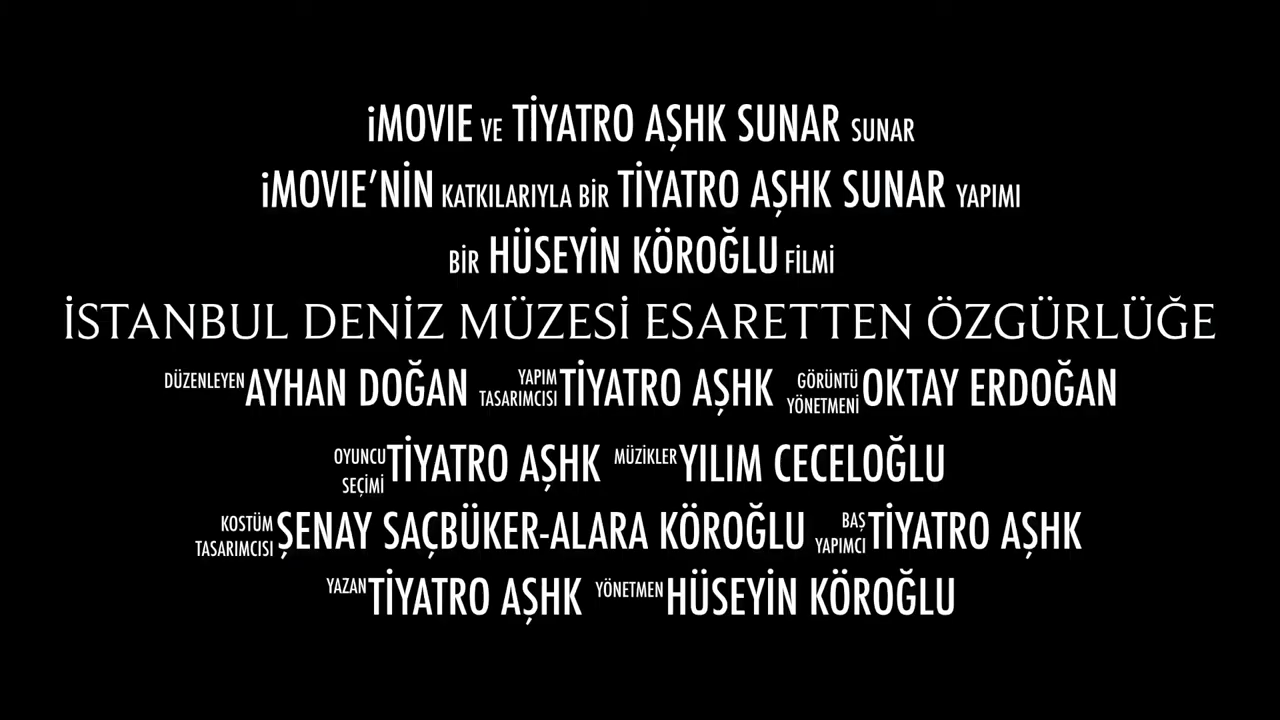 iMOVIE VE TİYATRO AŞHK SUNAR SUNAR
iMOVIE'NİN KATKILARIYLA BİR TİYATRO AŞHK SUNAR YAPIMI
BİR HÜSEYİN KÖROĞLU FİLMİ
İSTANBUL DENİZ MÜZESİ ESARETTEN ÖZGÜRLÜĞE
DÜZENLEYEN AYHAN DOĞAN YAPIM TASARIMCISI TİYATRO AŞHK GÖRÜNTÜ YÖNETMENİ OKTAY ERDOĞAN
OYUNCU SEÇİMİ TİYATRO AŞHK MÜZİKLER YILIM CECELOĞLU
KOSTÜM TASARIMCISI ŞENAY SAÇBÜKER-ALARA KÖROĞLU BAŞ YAPIMCI TİYATRO AŞHK
YAZAN TİYATRO AŞHK YÖNETMEN HÜSEYİN KÖROĞLU